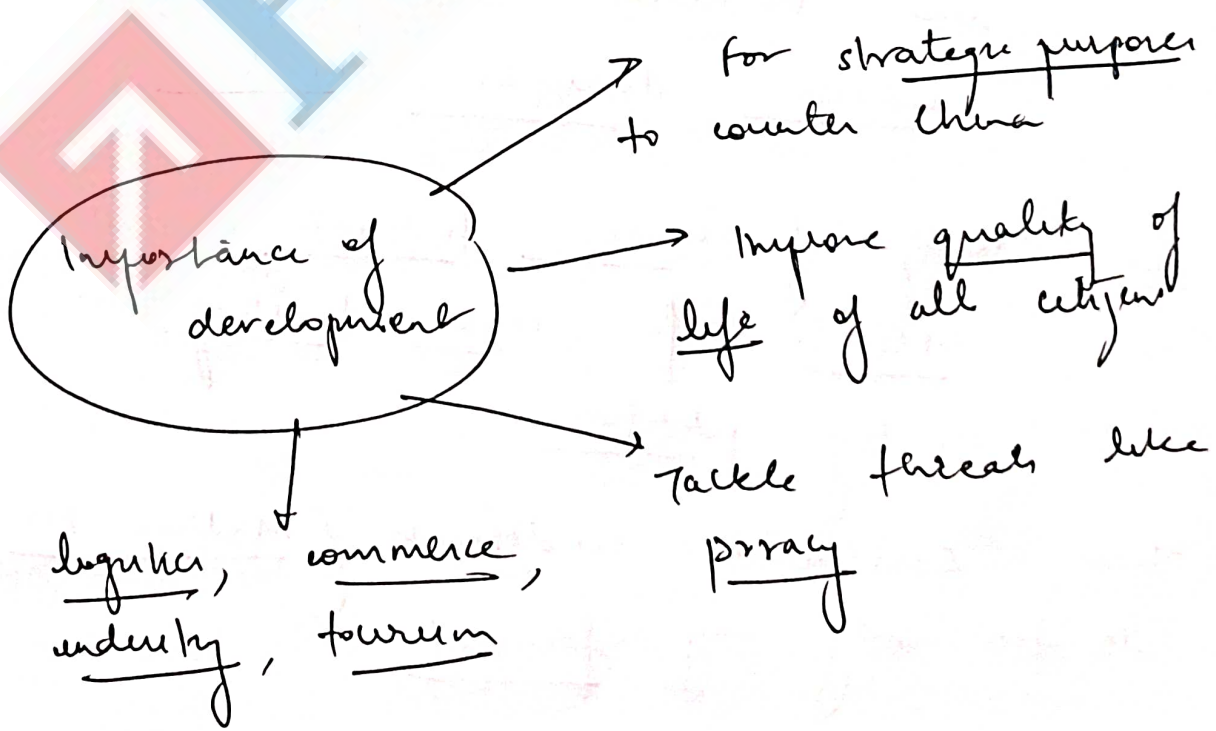 For strategic purposes
to counter China
Importance of
development
Improve quality of
life of all citizens
Tackle threats like
piracy
logistics, commerce,
industry, tourism